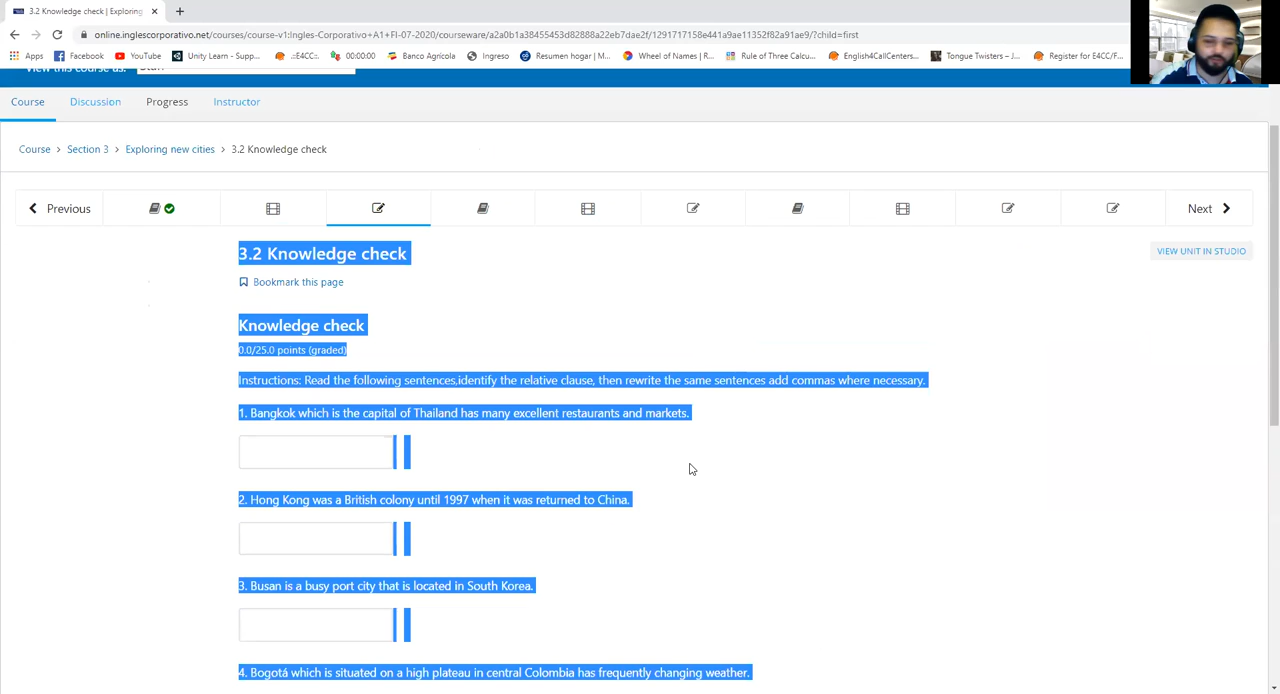 3.2 Knowledge check | Exploring
online.inglescorporativo.net/courses/course-v1:Ingles-Corporativo+A1+FI-07-2020/courseware/a2a0b1a38455453d82888a22eb7dae2f/1291717158e441a9ae11352f82a91ae9/?child=first
Apps Facebook YouTube Unity Learn - Supp... .::E4CC:. 00:00:00 Banco Agrícola Ingreso Resumen hogar | M... Wheel of Names | R... Rule of Three Calcu... English4CallCenters... Tongue Twisters – J... Register for E4CC/F...
View this course as:
Course Discussion Progress Instructor
Course > Section 3 > Exploring new cities > 3.2 Knowledge check
Previous Next
3.2 Knowledge check
VIEW UNIT IN STUDIO
Bookmark this page
Knowledge check
0.0/25.0 points (graded)
Instructions: Read the following sentences,identify the relative clause, then rewrite the same sentences add commas where necessary.
1. Bangkok which is the capital of Thailand has many excellent restaurants and markets.
2. Hong Kong was a British colony until 1997 when it was returned to China.
3. Busan is a busy port city that is located in South Korea.
4. Bogotá which is situated on a high plateau in central Colombia has frequently changing weather.